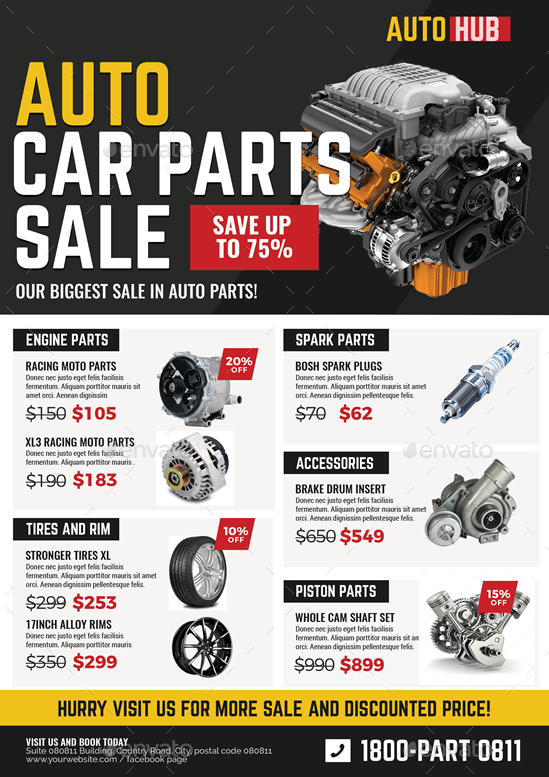 AUTO HUB
AUTO
CAR PARTS
SALE
SAVE UP
TO 75%
OUR BIGGEST SALE IN AUTO PARTS!
ENGINE PARTS
RACING MOTO PARTS
Donec nec justo eget felis facilisis
fermentum. Aliquam porttitor mauris sit
amet orci. Aenean dignissim
$150 $105
20%
OFF
XL3 RACING MOTO PARTS
Donec nec justo eget felis facilisis
fermentum. Aliquam porttitor mauris .
$190 $183
TIRES AND RIM
10%
OFF
STRONGER TIRES XL
Donec nec justo eget felis facilisis
fermentum. Aliquam porttitor mauris sit amet
orci. Aenean dignissim pellentesque felis.
$299 $253
17INCH ALLOY RIMS
Donec nec justo eget felis facilisis
fermentum. Aliquam porttitor mauris
$350 $299
SPARK PARTS
BOSH SPARK PLUGS
Donec nec justo eget felis facilisis
fermentum. Aliquam porttitor mauris sit amet
orci. Aenean dignissim pellentesque felis.
$70 $62
ACCESSORIES
BRAKE DRUM INSERT
Donec nec justo eget felis facilisis
fermentum. Aliquam porttitor mauris sit amet
orci. Aenean dignissim pellentesque felis.
$650 $549
PISTON PARTS
15%
OFF
WHOLE CAM SHAFT SET
Donec nec justo eget felis facilisis
fermentum. Aliquam porttitor mauris sit am
orci. Aenean dignissim pellentesque felis.
$990 $899
HURRY VISIT US FOR MORE SALE AND DISCOUNTED PRICE!
VISIT US AND BOOK TODAY
Suite 080811 Building, Country Road, City, postal code 080811
www.yourwebsite.com / facebook page
1800-PART 0811
envato
envato
envato
envato
envato
envato